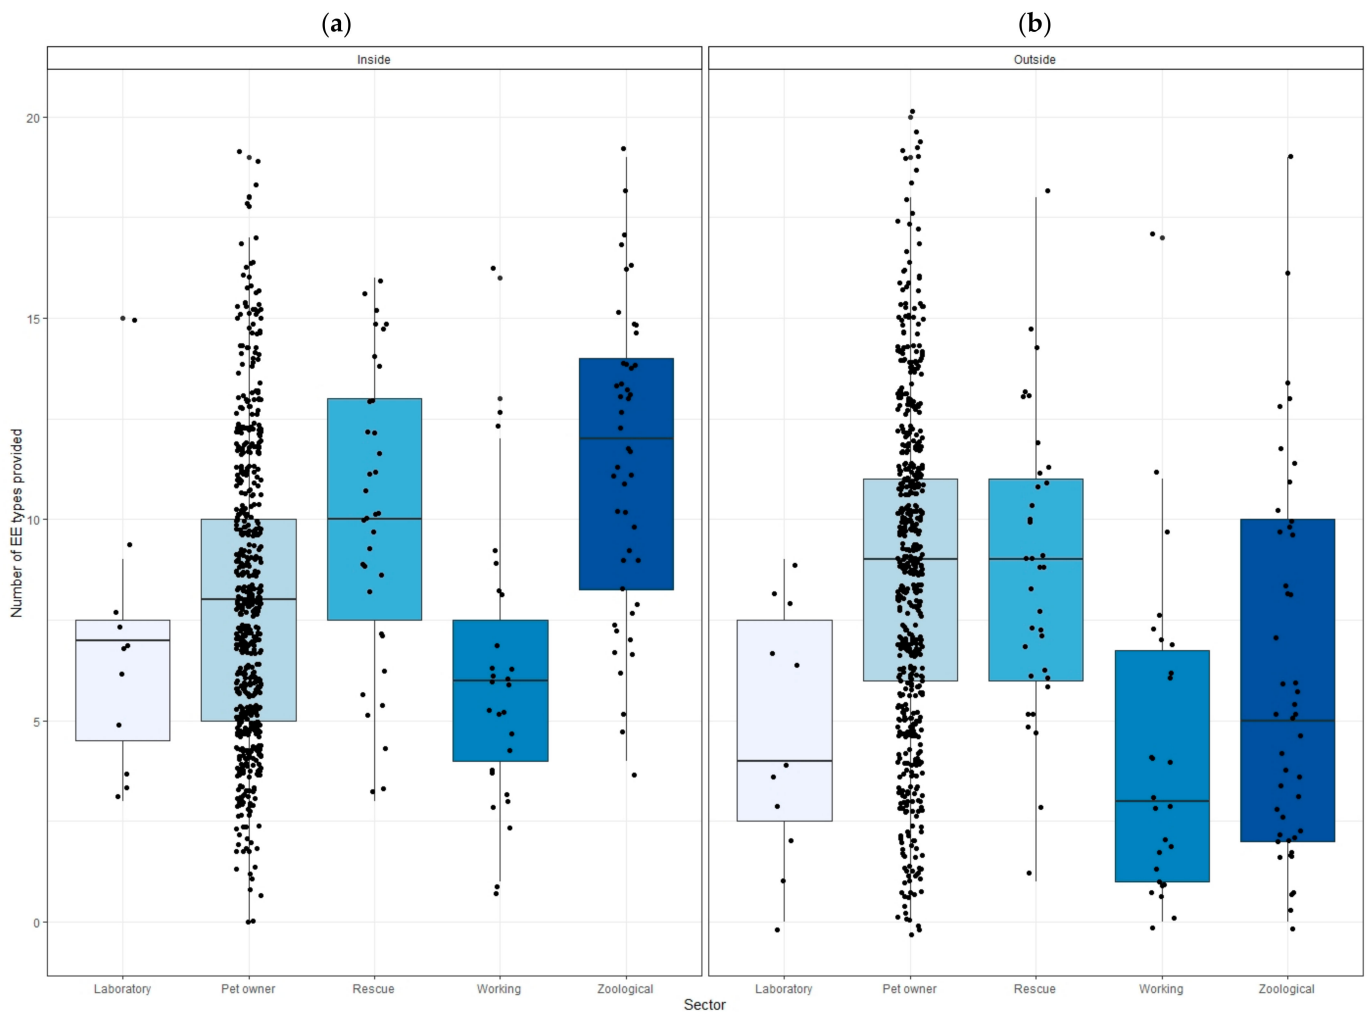 (a)
(b)
Inside
Outside
Number of EE types provided
20
15
10
5
0
Laboratory
Pet owner
Rescue
Working
Zoological
Laboratory
Pet owner
Rescue
Working
Zoological
Sector